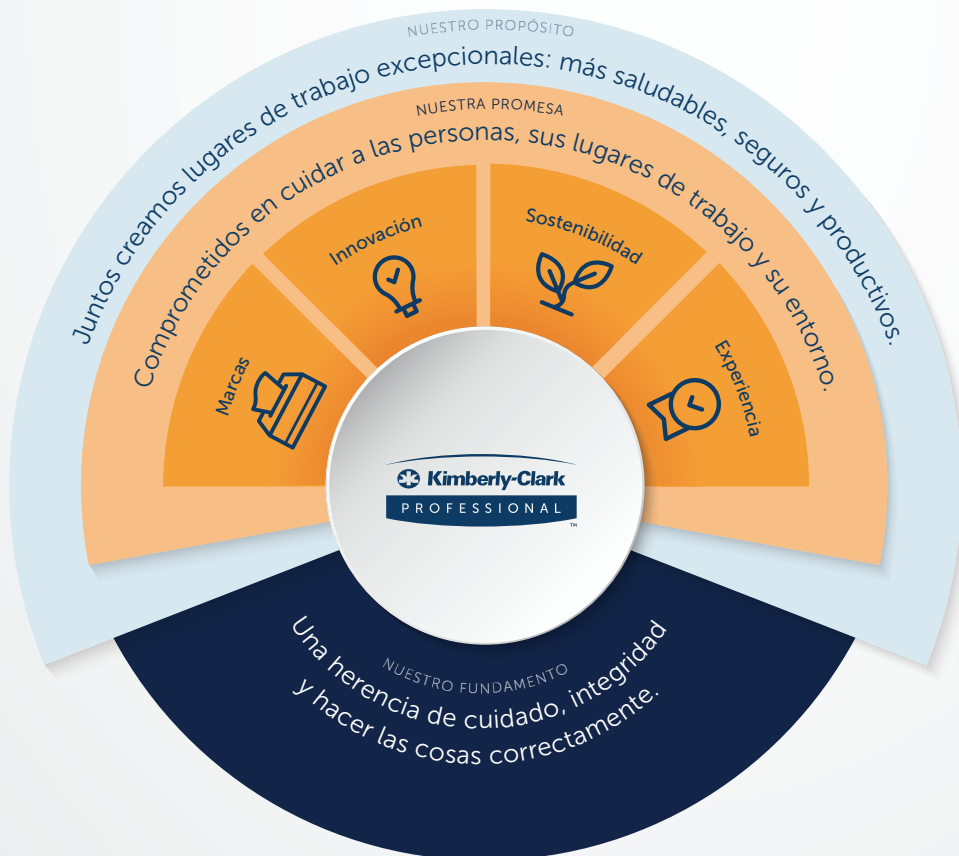 NUESTRO PROPÓSITO
Juntos creamos lugares de trabajo excepcionales: más saludables, seguros y productivos.
NUESTRA PROMESA
Comprometidos en cuidar a las personas, sus lugares de trabajo y su entorno.
Marcas
Innovación
Sostenibilidad
Experiencia
Kimberly-Clark
PROFESSIONAL
TM
NUESTRO FUNDAMENTO
Una herencia de cuidado, integridad
y hacer las cosas correctamente.